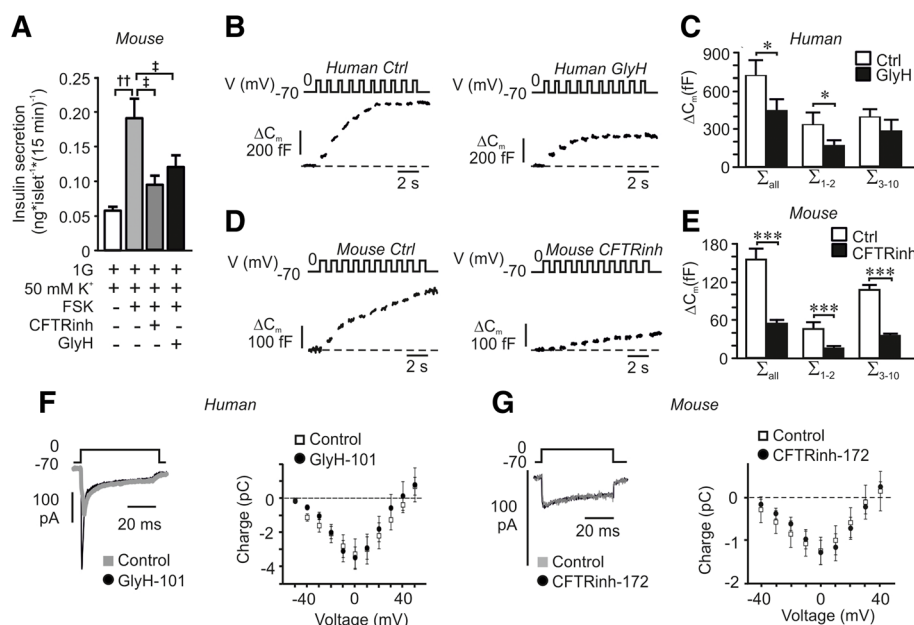 A
Mouse
†† ‡ ‡
Insulin secretion
(ng*islet⁻¹*(15 min)⁻¹)
0.25
0.20
0.15
0.10
0.05
0
1G + + + +
50 mM K⁺ + + + +
FSK - + + +
CFTRinh - - + -
GlyH - - - +
B
V (mV)
0
-70
Human Ctrl
ΔCm
200 fF
2 s
0
-70
Human GlyH
ΔCm
200 fF
2 s
C
Human
ΔCm(fF)
900
600
300
0
* *
Ctrl
GlyH
Σall Σ1-2 Σ3-10
D
V (mV)
0
-70
Mouse Ctrl
ΔCm
100 fF
2 s
V (mV)
0
-70
Mouse CFTRinh
ΔCm
100 fF
2 s
E
Mouse
ΔCm(fF)
180
120
60
0
*** *** ***
Ctrl
CFTRinh
Σall Σ1-2 Σ3-10
F
Human
0
-70
100
pA
20 ms
Control
GlyH-101
Control
GlyH-101
Charge (pC)
0
-2
-4
-40 0 40
Voltage (mV)
G
Mouse
0
-70
100
pA
20 ms
Control
CFTRinh-172
Control
CFTRinh-172
Charge (pC)
0
-1
-2
-40 -20 0 20 40
Voltage (mV)